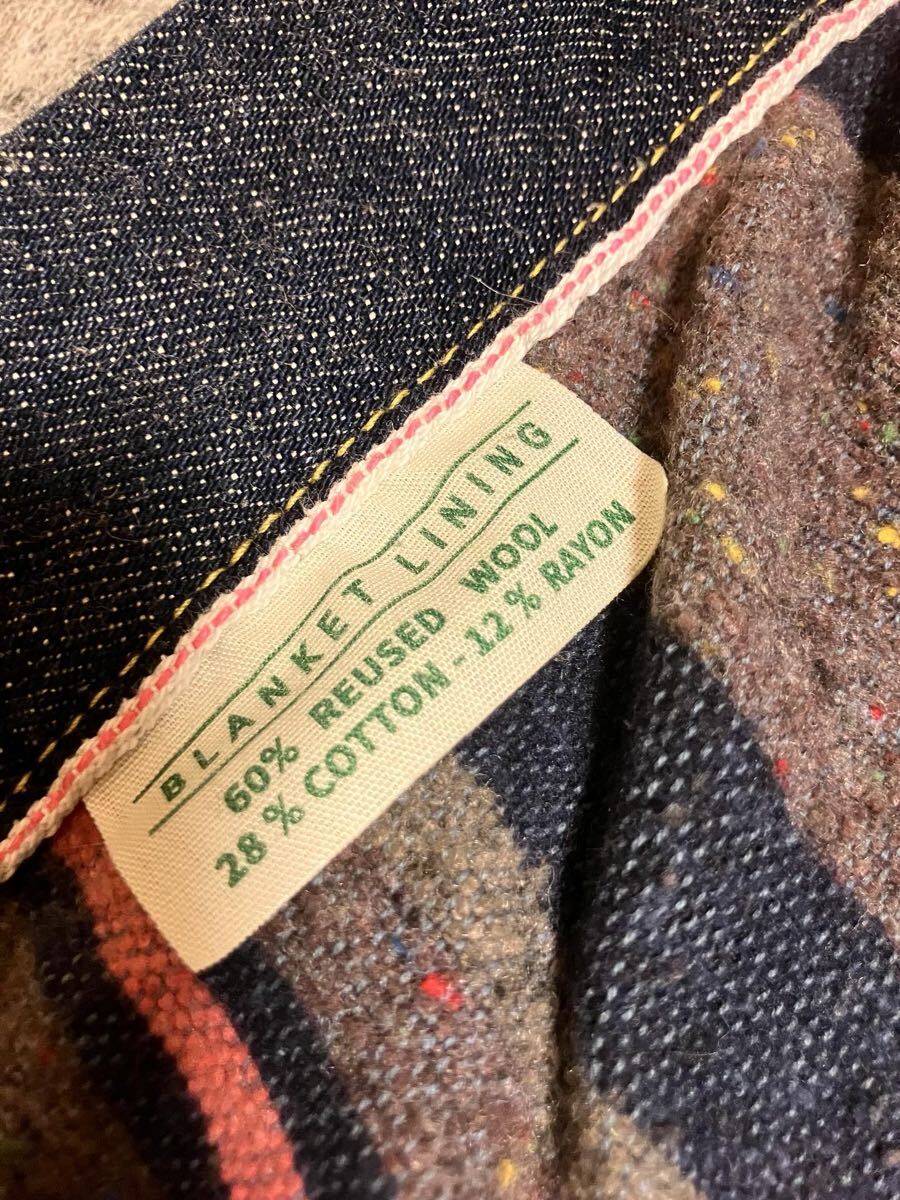 BLANKET LINING
60% REUSED WOOL
28% COTTON - 12% RAYON